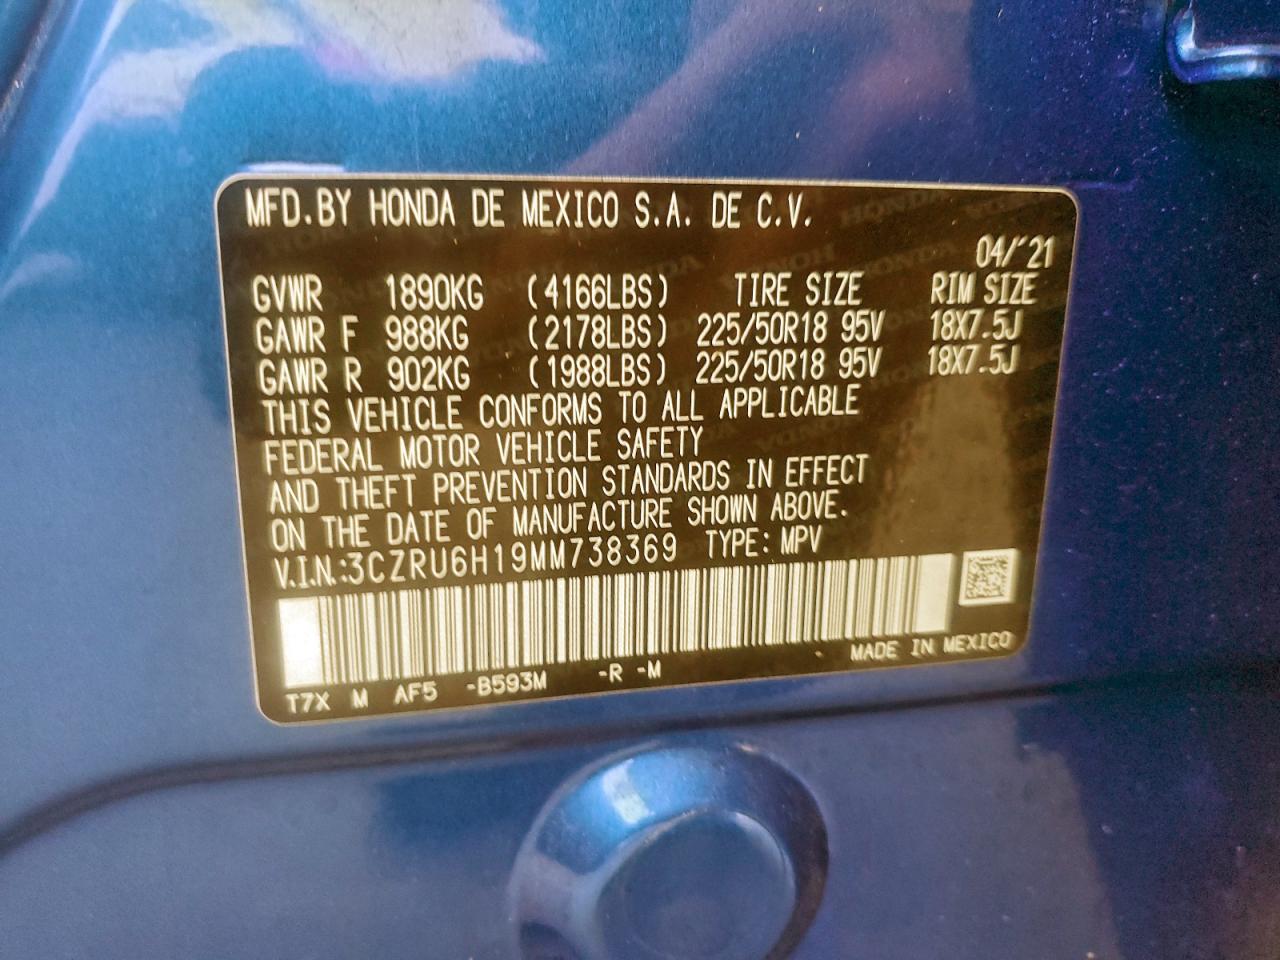 MFD.BY HONDA DE MEXICO S.A. DE C.V.
04/'21
GVWR 1890KG (4166LBS) TIRE SIZE RIM SIZE
GAWR F 988KG (2178LBS) 225/50R18 95V 18X7.5J
GAWR R 902KG (1988LBS) 225/50R18 95V 18X7.5J
THIS VEHICLE CONFORMS TO ALL APPLICABLE
FEDERAL MOTOR VEHICLE SAFETY
AND THEFT PREVENTION STANDARDS IN EFFECT
ON THE DATE OF MANUFACTURE SHOWN ABOVE.
V.I.N.:3CZRU6H19MM738369 TYPE: MPV
MADE IN MEXICO
T7X M AF5 -B593M -R -M